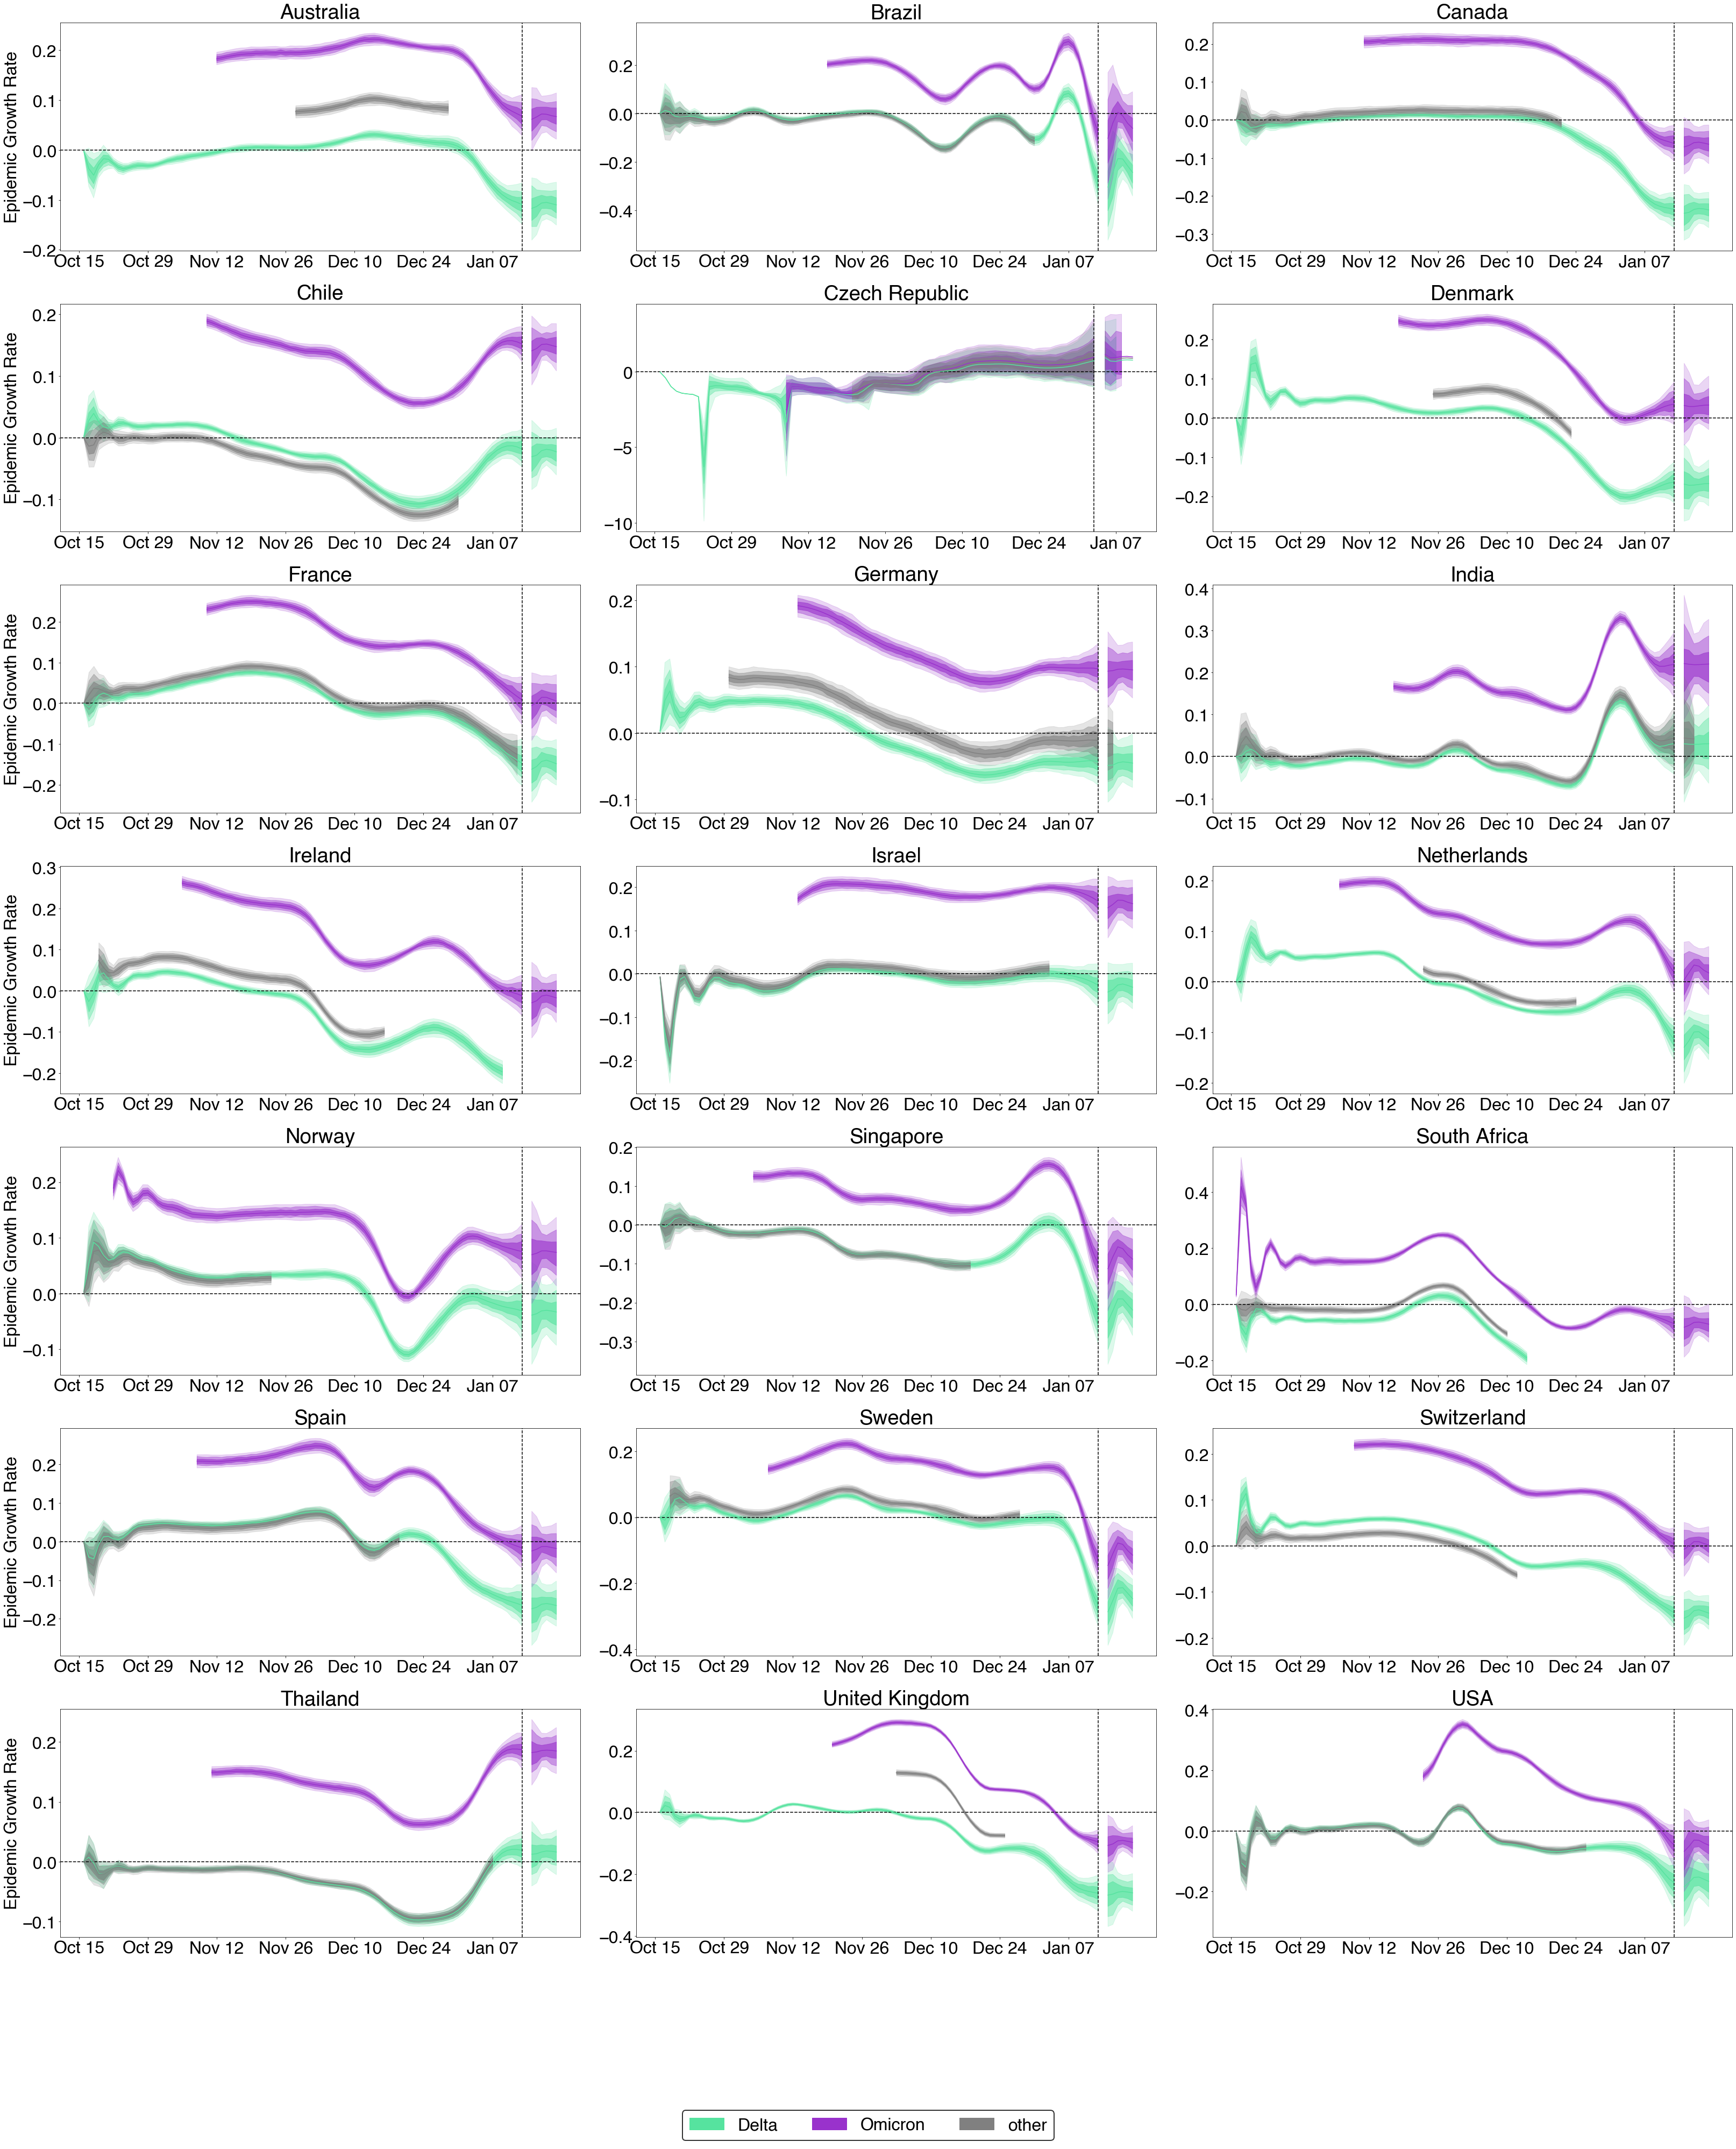 Australia Brazil Canada
Epidemic Growth Rate
0.2 0.1 0.0 −0.1 −0.2
0.2 0.0 −0.2 −0.4
0.2 0.1 0.0 −0.1 −0.2 −0.3
Oct 15 Oct 29 Nov 12 Nov 26 Dec 10 Dec 24 Jan 07
Oct 15 Oct 29 Nov 12 Nov 26 Dec 10 Dec 24 Jan 07
Oct 15 Oct 29 Nov 12 Nov 26 Dec 10 Dec 24 Jan 07
Chile Czech Republic Denmark
Epidemic Growth Rate
0.2 0.1 0.0 −0.1
0 −5 −10
0.2 0.1 0.0 −0.1 −0.2
Oct 15 Oct 29 Nov 12 Nov 26 Dec 10 Dec 24 Jan 07
Oct 15 Oct 29 Nov 12 Nov 26 Dec 10 Dec 24 Jan 07
Oct 15 Oct 29 Nov 12 Nov 26 Dec 10 Dec 24 Jan 07
France Germany India
Epidemic Growth Rate
0.2 0.1 0.0 −0.1 −0.2
0.2 0.1 0.0 −0.1
0.4 0.3 0.2 0.1 0.0 −0.1
Oct 15 Oct 29 Nov 12 Nov 26 Dec 10 Dec 24 Jan 07
Oct 15 Oct 29 Nov 12 Nov 26 Dec 10 Dec 24 Jan 07
Oct 15 Oct 29 Nov 12 Nov 26 Dec 10 Dec 24 Jan 07
Ireland Israel Netherlands
Epidemic Growth Rate
0.3 0.2 0.1 0.0 −0.1 −0.2
0.2 0.1 0.0 −0.1 −0.2
0.2 0.1 0.0 −0.1 −0.2
Oct 15 Oct 29 Nov 12 Nov 26 Dec 10 Dec 24 Jan 07
Oct 15 Oct 29 Nov 12 Nov 26 Dec 10 Dec 24 Jan 07
Oct 15 Oct 29 Nov 12 Nov 26 Dec 10 Dec 24 Jan 07
Norway Singapore South Africa
Epidemic Growth Rate
0.2 0.1 0.0 −0.1
0.2 0.1 0.0 −0.1 −0.2 −0.3
0.4 0.2 0.0 −0.2
Oct 15 Oct 29 Nov 12 Nov 26 Dec 10 Dec 24 Jan 07
Oct 15 Oct 29 Nov 12 Nov 26 Dec 10 Dec 24 Jan 07
Oct 15 Oct 29 Nov 12 Nov 26 Dec 10 Dec 24 Jan 07
Spain Sweden Switzerland
Epidemic Growth Rate
0.2 0.1 0.0 −0.1 −0.2
0.2 0.0 −0.2 −0.4
0.2 0.1 0.0 −0.1 −0.2
Oct 15 Oct 29 Nov 12 Nov 26 Dec 10 Dec 24 Jan 07
Oct 15 Oct 29 Nov 12 Nov 26 Dec 10 Dec 24 Jan 07
Oct 15 Oct 29 Nov 12 Nov 26 Dec 10 Dec 24 Jan 07
Thailand United Kingdom USA
Epidemic Growth Rate
0.2 0.1 0.0 −0.1
0.2 0.0 −0.2 −0.4
0.4 0.2 0.0 −0.2
Oct 15 Oct 29 Nov 12 Nov 26 Dec 10 Dec 24 Jan 07
Oct 15 Oct 29 Nov 12 Nov 26 Dec 10 Dec 24 Jan 07
Oct 15 Oct 29 Nov 12 Nov 26 Dec 10 Dec 24 Jan 07
Delta Omicron other